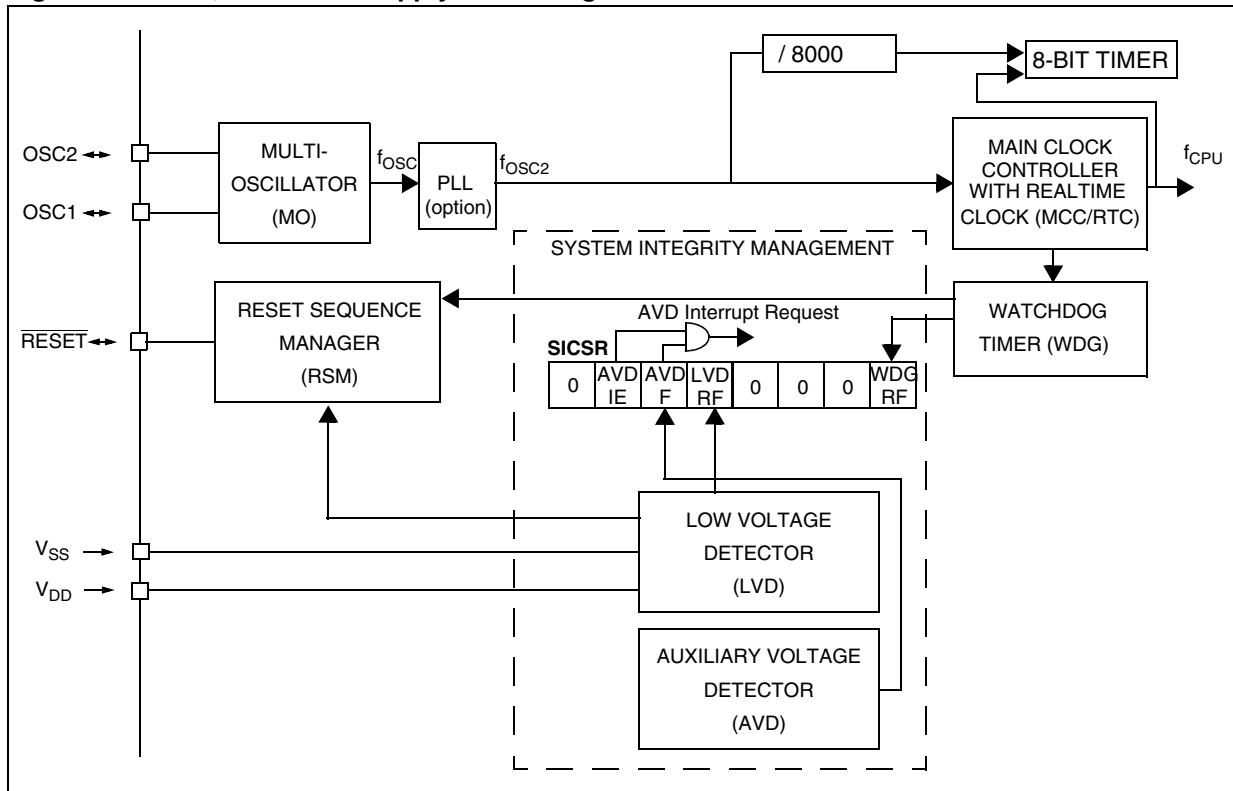 / 8000
8-BIT TIMER
OSC2
OSC1
MULTI-
OSCILLATOR
(MO)
fOSC
PLL
(option)
fOSC2
MAIN CLOCK
CONTROLLER
WITH REALTIME
CLOCK (MCC/RTC)
fCPU
SYSTEM INTEGRITY MANAGEMENT
RESET
RESET SEQUENCE
MANAGER
(RSM)
AVD Interrupt Request
WATCHDOG
TIMER (WDG)
SICSR
0 AVD IE AVD F LVD RF 0 0 0 WDG RF
VSS
VDD
LOW VOLTAGE
DETECTOR
(LVD)
AUXILIARY VOLTAGE
DETECTOR
(AVD)